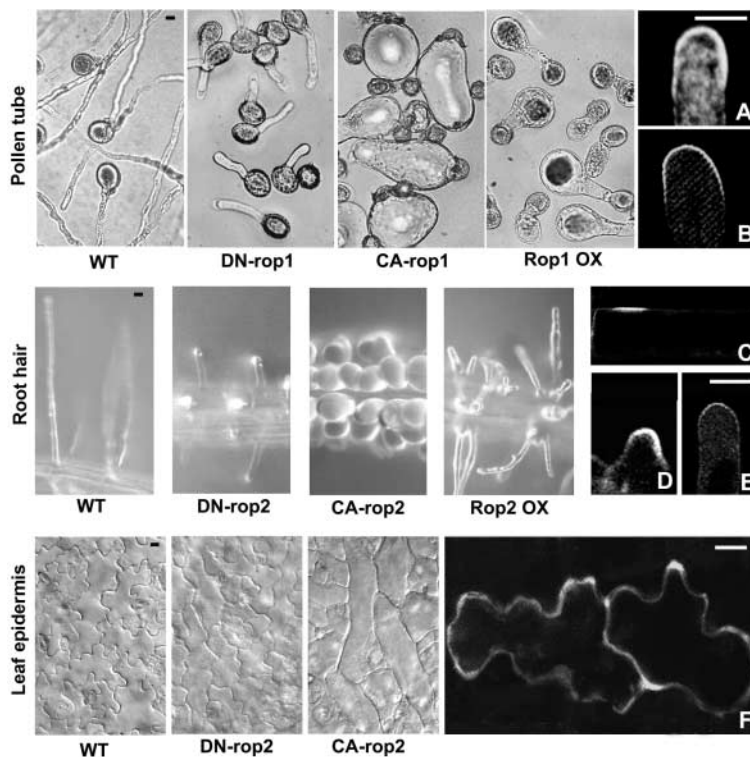 Pollen tube
A
B
WT
DN-rop1
CA-rop1
Rop1 OX
Root hair
C
D
E
WT
DN-rop2
CA-rop2
Rop2 OX
Leaf epidermis
F
WT
DN-rop2
CA-rop2